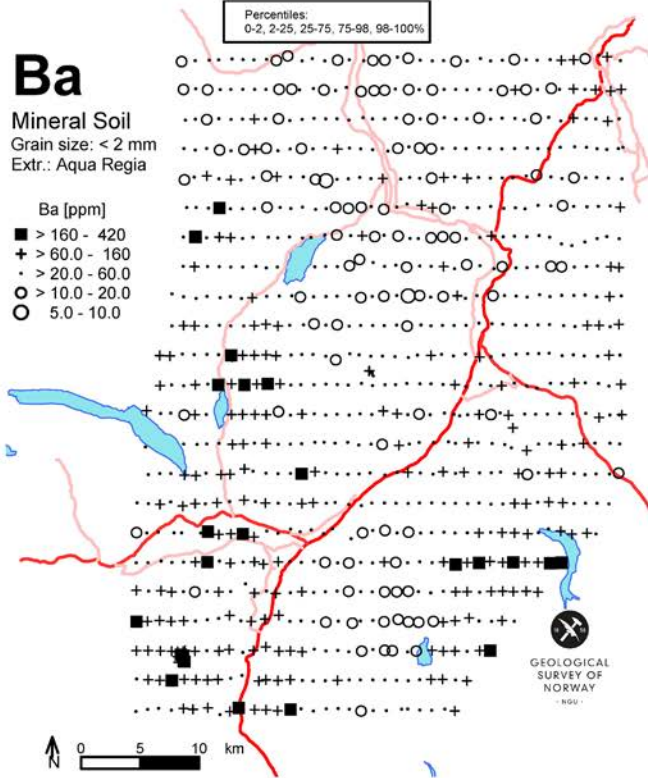 Percentiles:
0-2, 2-25, 25-75, 75-98, 98-100%
Ba
Mineral Soil
Grain size: < 2 mm
Extr.: Aqua Regia
Ba [ppm]
> 160 - 420
> 60.0 - 160
> 20.0 - 60.0
> 10.0 - 20.0
5.0 - 10.0
GEOLOGICAL
SURVEY OF
NORWAY
- NGU -
N
0 5 10 km